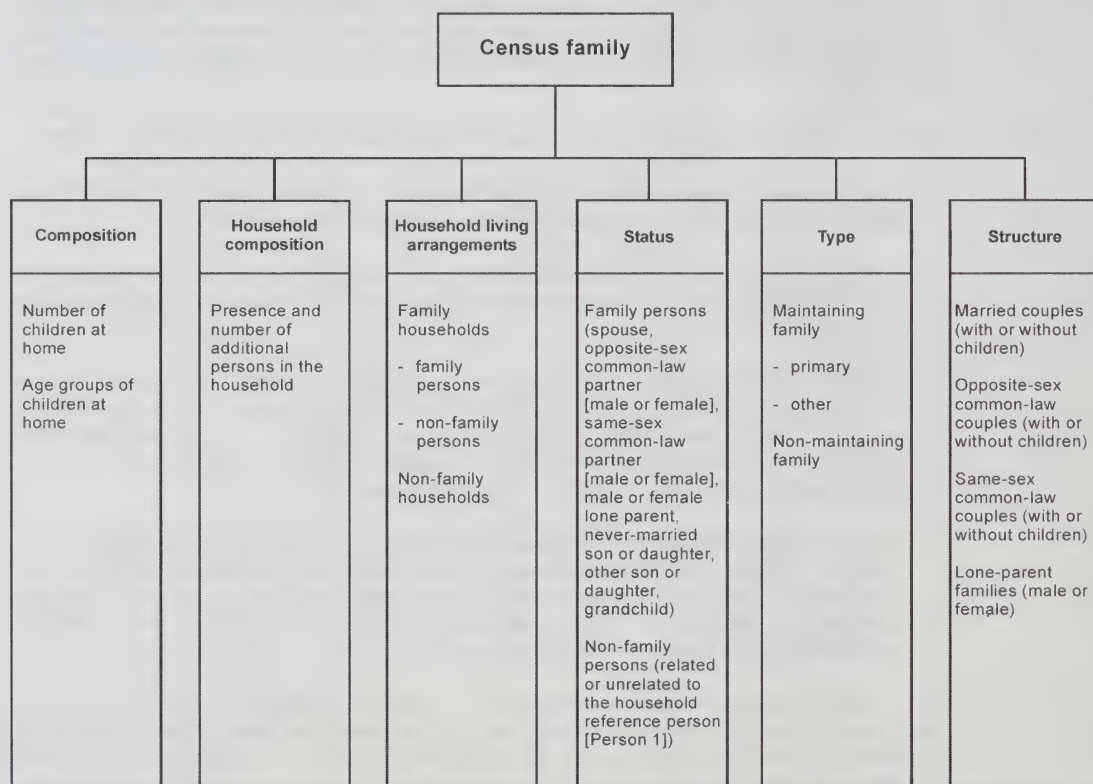 Census family
Composition
Number of
children at
home
Age groups of
children at
home
Household
composition
Presence and
number of
additional
persons in the
household
Household living
arrangements
Family
households
- family
persons
- non-family
persons
Non-family
households
Status
Family persons
(spouse,
opposite-sex
common-law
partner
[male or female],
same-sex
common-law
partner
[male or female],
male or female
lone parent,
never-married
son or daughter,
other son or
daughter,
grandchild)
Non-family
persons (related
or unrelated to
the household
reference person
[Person 1])
Type
Maintaining
family
- primary
- other
Non-maintaining
family
Structure
Married couples
(with or without
children)
Opposite-sex
common-law
couples (with or
without children)
Same-sex
common-law
couples (with or
without children)
Lone-parent
families (male or
female)